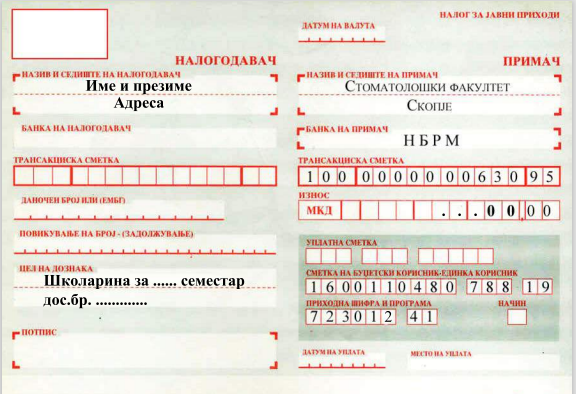 НАЛОГ ЗА ЈАВНИ ПРИХОДИ
ДАТУМ НА ВАЛУТА
НАЛОГОДАВАЧ
НАЗИВ И СЕДИШТЕ НА НАЛОГОДАВАЧ
Име и презиме
Адреса
БАНКА НА НАЛОГОДАВАЧ
ТРАНСАКЦИСКА СМЕТКА
ДАНОЧЕН БРОЈ ИЛИ (ЕМБГ)
ПОВИКУВАЊЕ НА БРОЈ - (ЗАДОЛЖУВАЊЕ)
ЦЕЛ НА ДОЗНАКА
Школарина за ...... семестар
дос.бр. .............
ПОТПИС
ПРИМАЧ
НАЗИВ И СЕДИШТЕ НА ПРИМАЧ
СТОМАТОЛОШКИ ФАКУЛТЕТ
СКОПЈЕ
БАНКА НА ПРИМАЧ
Н Б Р М
ТРАНСАКЦИСКА СМЕТКА
100 0000000630 95
ИЗНОС
МКД . . . 00,00
УПЛАТНА СМЕТКА
СМЕТКА НА БУЏЕТСКИ КОРИСНИК-ЕДИНКА КОРИСНИК
1600110480 788 19
ПРИХОДНА ШИФРА И ПРОГРАМА
НАЧИН
723012 41
ДАТУМ НА УПЛАТА
МЕСТО НА УПЛАТА